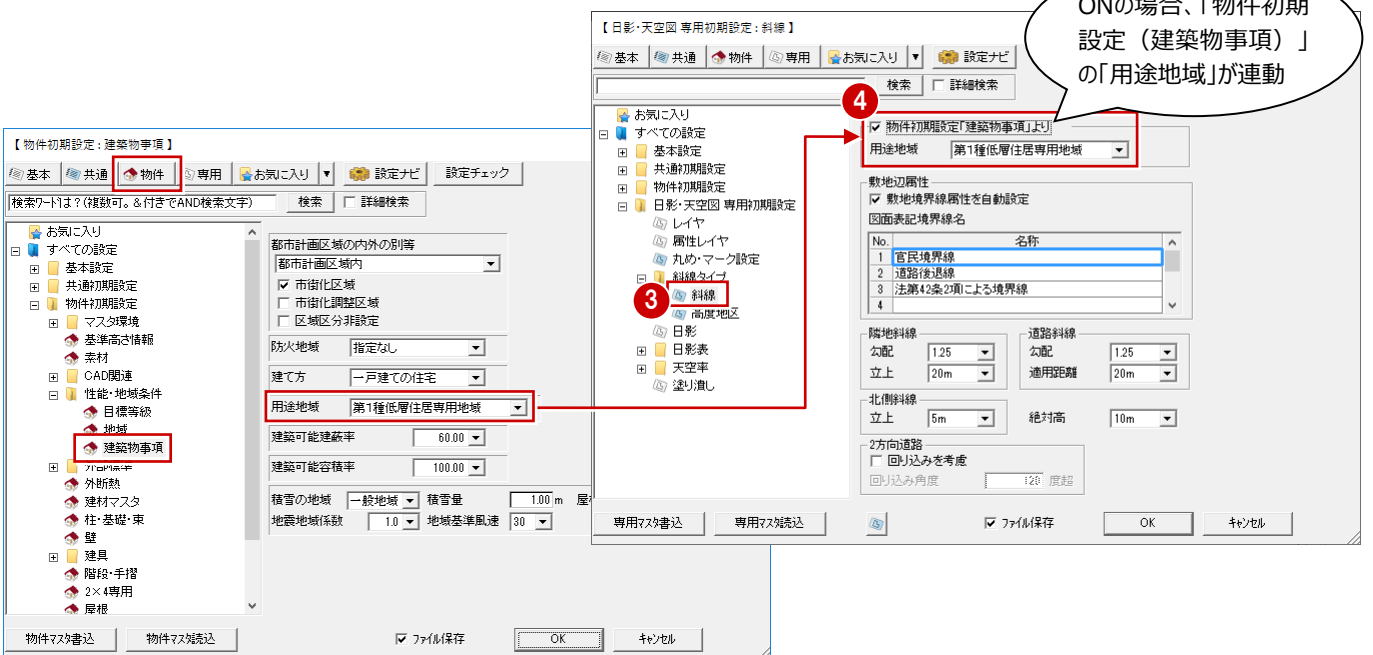 ONの場合、「物件初期
設定（建築物事項）」
の「用途地域」が連動
【 日影・天空図 専用初期設定 : 斜線 】
基本 共通 物件 専用 お気に入り ▼ 設定ナビ
検索 詳細検索
4
お気に入り
すべての設定
基本設定
共通初期設定
物件初期設定
日影・天空図 専用初期設定
レイヤ
属性レイヤ
丸め・マーク設定
斜線タイプ
3 斜線
高度地区
日影
日影表
天空率
塗り潰し
物件初期設定「建築物事項」より
用途地域 第1種低層住居専用地域
敷地辺属性
敷地境界線属性を自動設定
図面表記境界線名
No. 名称
1 官民境界線
2 道路後退線
3 法第42条2項による境界線
4
隣地斜線 道路斜線
勾配 1.25 勾配 1.25
立上 20m 適用距離 20m
北側斜線
立上 5m 絶対高 10m
2方向道路
回り込みを考慮
回り込み角度 120 度超
専用マスタ書込 専用マスタ読込 ファイル保存 OK キャンセル
【 物件初期設定 : 建築物事項 】
基本 共通 物件 専用 お気に入り ▼ 設定ナビ 設定チェック
検索ワードは？(複数可。&付きでAND検索文字) 検索 詳細検索
お気に入り
すべての設定
基本設定
共通初期設定
物件初期設定
マスタ環境
基準高さ情報
素材
CAD関連
性能・地域条件
目標等級
地域
建築物事項
外部標準
外断熱
建材マスタ
柱・基礎・束
壁
建具
階段・手摺
2×4専用
屋根
都市計画区域の内外の別等
都市計画区域内
市街化区域
市街化調整区域
区域区分非設定
防火地域 指定なし
建て方 一戸建ての住宅
用途地域 第1種低層住居専用地域
建築可能建蔽率 60.00
建築可能容積率 100.00
積雪の地域 一般地域 積雪量 1.00 m
地震地域係数 1.0 地域基準風速 30
物件マスタ書込 物件マスタ読込 ファイル保存 OK キャンセル